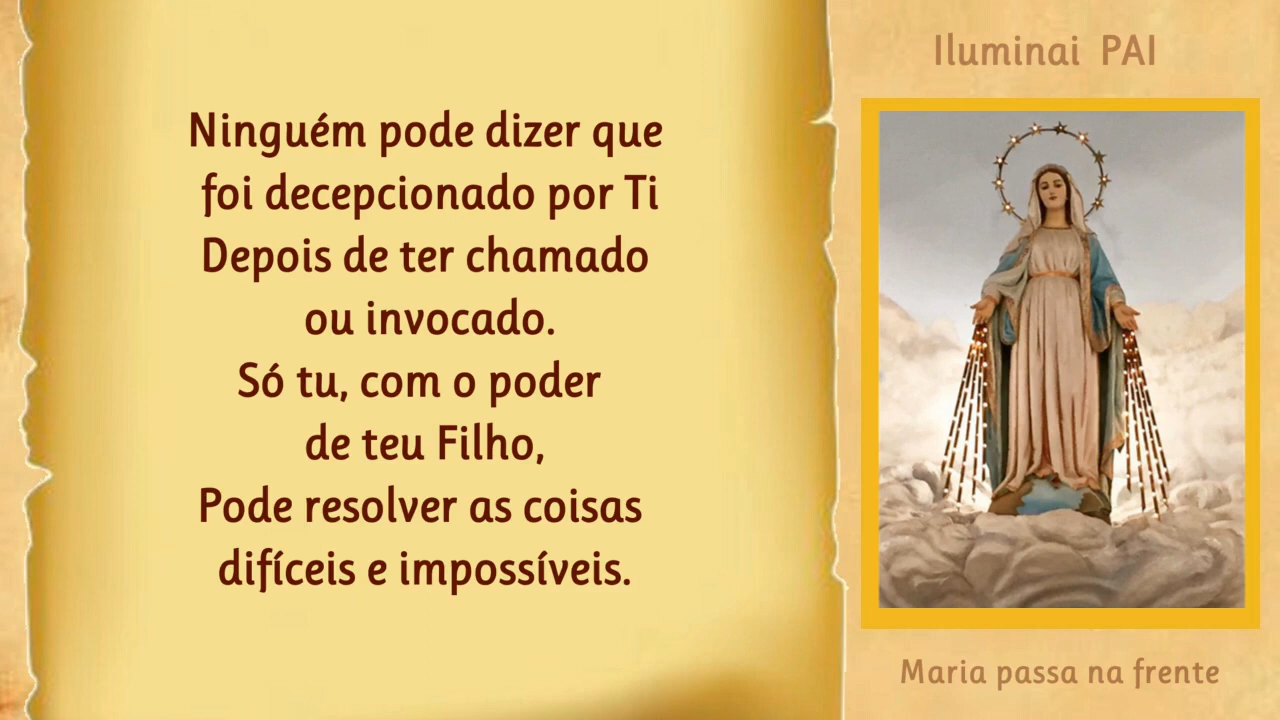 Ninguém pode dizer que
foi decepcionado por Ti
Depois de ter chamado
ou invocado.
Só tu, com o poder
de teu Filho,
Pode resolver as coisas
difíceis e impossíveis.
Iluminai PAI
Maria passa na frente